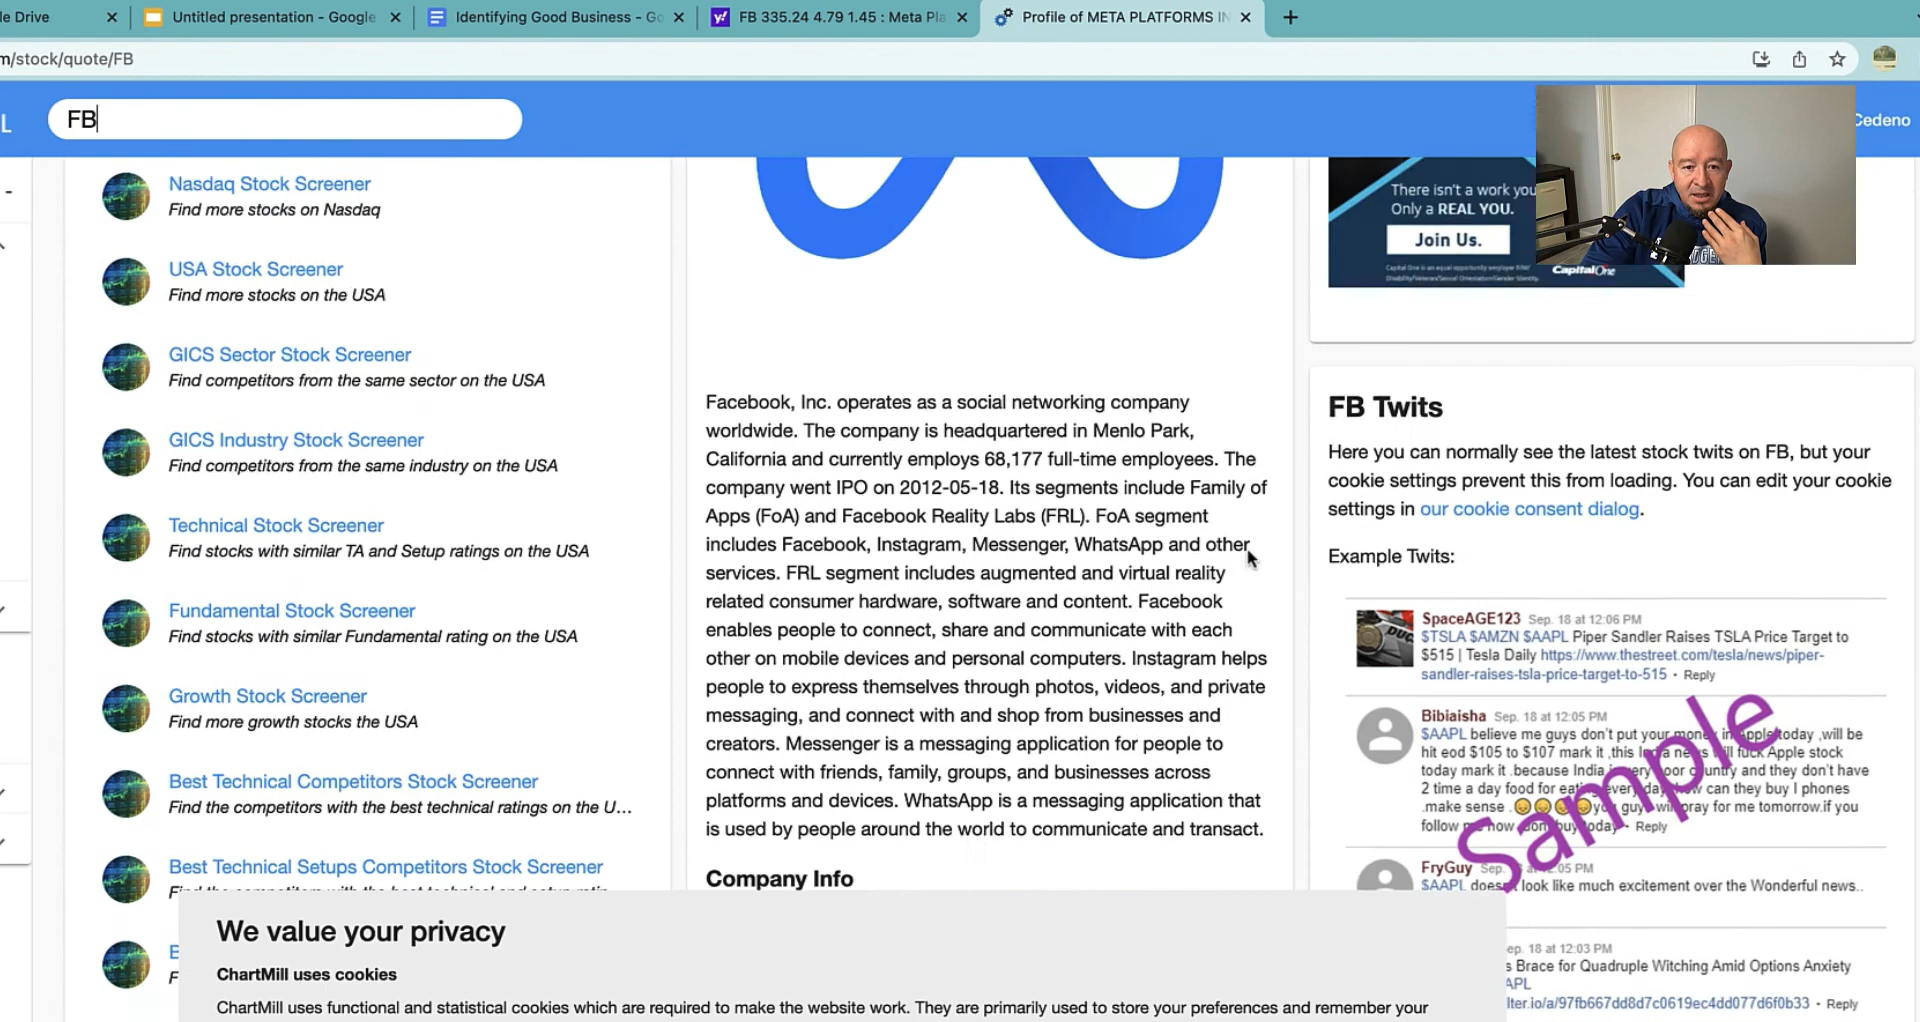 le Drive
Untitled presentation - Google
Identifying Good Business - Go
FB 335.24 4.79 1.45 : Meta Pla
Profile of META PLATFORMS IN
m/stock/quote/FB
L
FB
Cedeno
Nasdaq Stock Screener
Find more stocks on Nasdaq
USA Stock Screener
Find more stocks on the USA
GICS Sector Stock Screener
Find competitors from the same sector on the USA
GICS Industry Stock Screener
Find competitors from the same industry on the USA
Technical Stock Screener
Find stocks with similar TA and Setup ratings on the USA
Fundamental Stock Screener
Find stocks with similar Fundamental rating on the USA
Growth Stock Screener
Find more growth stocks the USA
Best Technical Competitors Stock Screener
Find the competitors with the best technical ratings on the U...
Best Technical Setups Competitors Stock Screener
Find the competitors with the best technical and setup ratin
Facebook, Inc. operates as a social networking company
worldwide. The company is headquartered in Menlo Park,
California and currently employs 68,177 full-time employees. The
company went IPO on 2012-05-18. Its segments include Family of
Apps (FoA) and Facebook Reality Labs (FRL). FoA segment
includes Facebook, Instagram, Messenger, WhatsApp and other
services. FRL segment includes augmented and virtual reality
related consumer hardware, software and content. Facebook
enables people to connect, share and communicate with each
other on mobile devices and personal computers. Instagram helps
people to express themselves through photos, videos, and private
messaging, and connect with and shop from businesses and
creators. Messenger is a messaging application for people to
connect with friends, family, groups, and businesses across
platforms and devices. WhatsApp is a messaging application that
is used by people around the world to communicate and transact.
Company Info
There isn't a work you
Only a REAL YOU.
Join Us.
Capital One
FB Twits
Here you can normally see the latest stock twits on FB, but your
cookie settings prevent this from loading. You can edit your cookie
settings in our cookie consent dialog.
Example Twits:
SpaceAGE123 Sep. 18 at 12:06 PM
$TSLA $AMZN $AAPL Piper Sandler Raises TSLA Price Target to
$515 | Tesla Daily https://www.thestreet.com/tesla/news/piper-
sandler-raises-tsla-price-target-to-515 • Reply
Bibiaisha Sep. 18 at 12:05 PM
$AAPL believe me guys don't put your money in Apple today ,will be
hit eod $105 to $107 mark it ,this India news will fuck Apple stock
today mark it .because India is very poor country and they don't have
2 time a day food for eating every day how can they buy I phones
.make sense . you guys will pray for me tomorrow.if you
follow me now don't buy today • Reply
FryGuy Sep. 18 at 12:05 PM
$AAPL doesn't look like much excitement over the Wonderful news..
Sample
ep. 18 at 12:03 PM
s Brace for Quadruple Witching Amid Options Anxiety
APL
lter.io/a/97fb667dd8d7c0619ec4dd077d6f0b33 • Reply
We value your privacy
ChartMill uses cookies
ChartMill uses functional and statistical cookies which are required to make the website work. They are primarily used to store your preferences and remember your